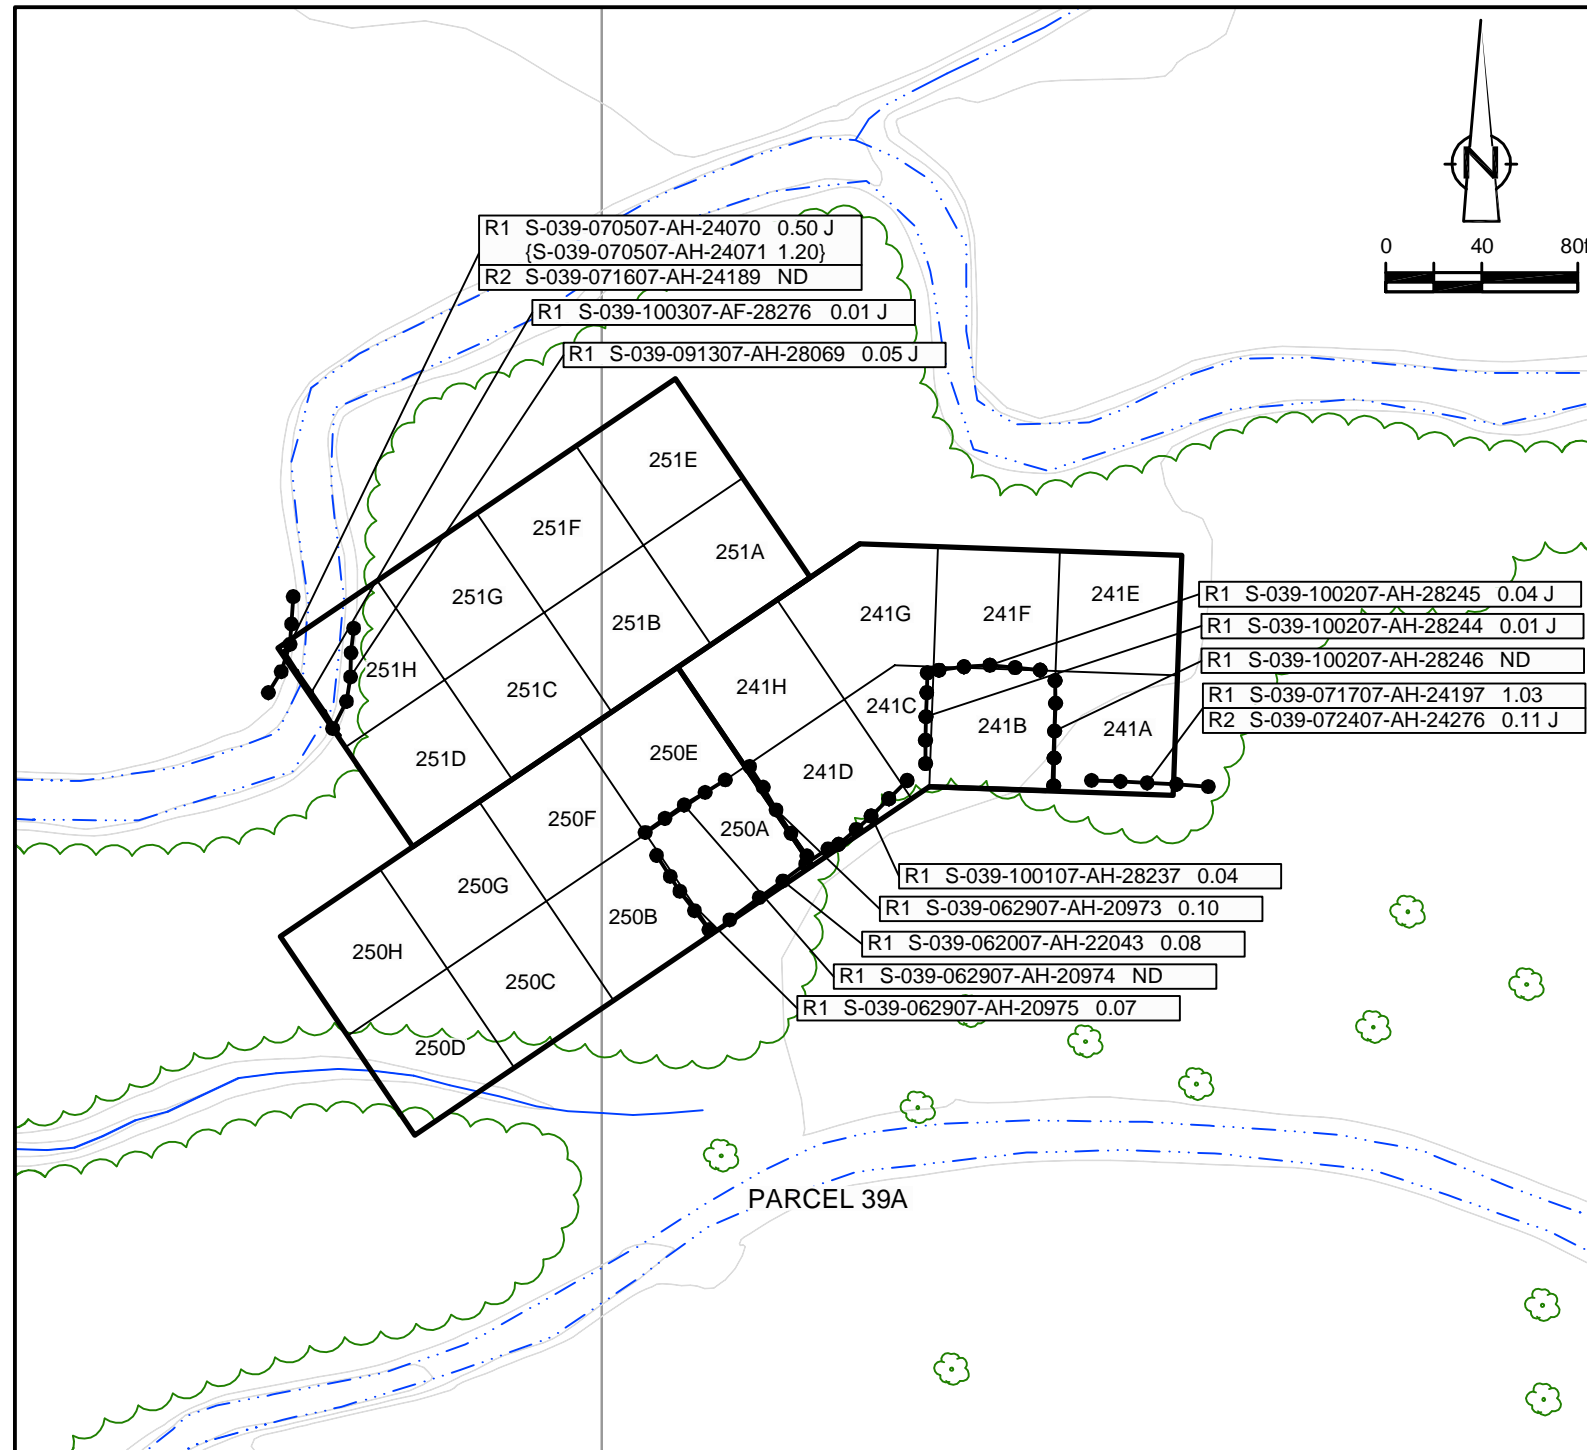 N
0 40 80f
R1 S-039-070507-AH-24070 0.50 J
{S-039-070507-AH-24071 1.20}
R2 S-039-071607-AH-24189 ND
R1 S-039-100307-AF-28276 0.01 J
R1 S-039-091307-AH-28069 0.05 J
251E
251F
251A
251G
251B
251H
251C
251D
241G
241F
241E
241H
241C
241B
241A
241D
R1 S-039-100207-AH-28245 0.04 J
R1 S-039-100207-AH-28244 0.01 J
R1 S-039-100207-AH-28246 ND
R1 S-039-071707-AH-24197 1.03
R2 S-039-072407-AH-24276 0.11 J
250E
250F
250A
250G
250B
250H
250C
250D
R1 S-039-100107-AH-28237 0.04
R1 S-039-062907-AH-20973 0.10
R1 S-039-062007-AH-22043 0.08
R1 S-039-062907-AH-20974 ND
R1 S-039-062907-AH-20975 0.07
PARCEL 39A